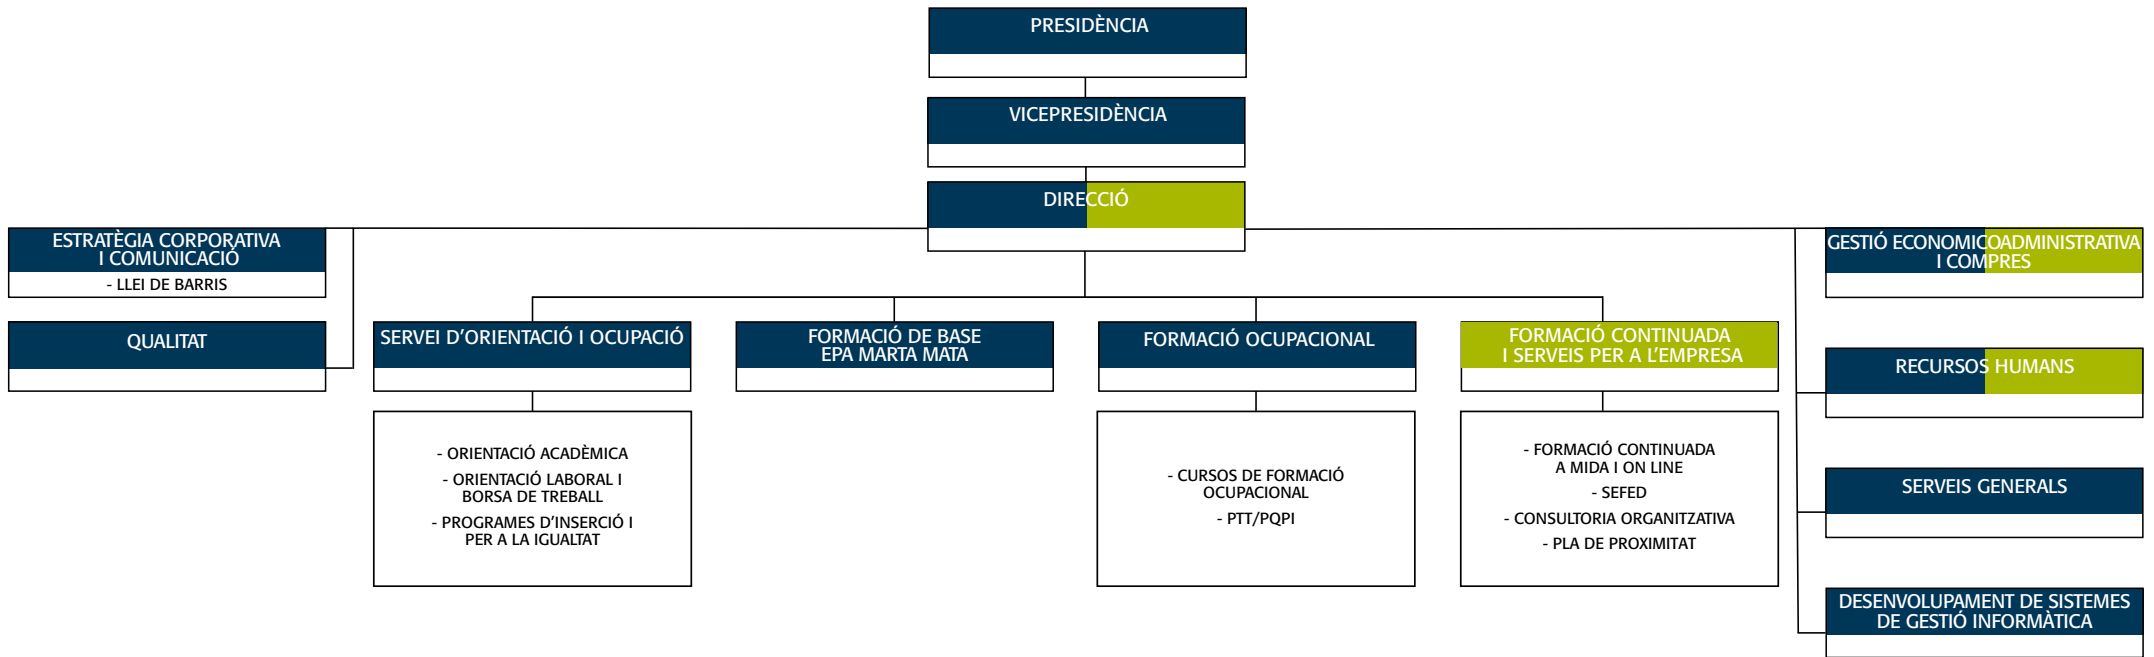 PRESIDÈNCIA
VICEPRESIDÈNCIA
DIRECCIÓ
ESTRATÈGIA CORPORATIVA
I COMUNICACIÓ
- LLEI DE BARRIS
QUALITAT
SERVEI D’ORIENTACIÓ I OCUPACIÓ
- ORIENTACIÓ ACADÈMICA
- ORIENTACIÓ LABORAL I
BORSA DE TREBALL
- PROGRAMES D’INSERCIÓ I
PER A LA IGUALTAT
FORMACIÓ DE BASE
EPA MARTA MATA
FORMACIÓ OCUPACIONAL
- CURSOS DE FORMACIÓ
OCUPACIONAL
- PTT/PQPI
FORMACIÓ CONTINUADA
I SERVEIS PER A L’EMPRESA
- FORMACIÓ CONTINUADA
A MIDA I ON LINE
- SEFED
- CONSULTORIA ORGANITZATIVA
- PLA DE PROXIMITAT
GESTIÓ ECONOMICOADMINISTRATIVA
I COMPRES
RECURSOS HUMANS
SERVEIS GENERALS
DESENVOLUPAMENT DE SISTEMES
DE GESTIÓ INFORMÀTICA